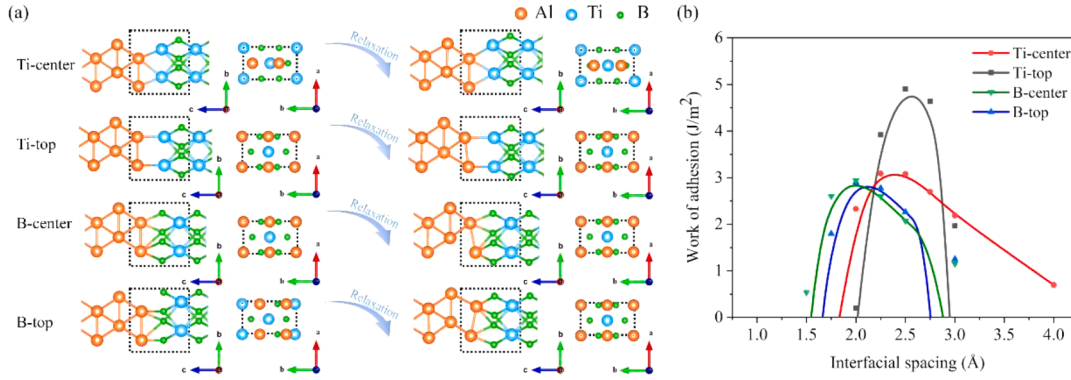 (a)
Al Ti B
Ti-center
Relaxation
b
c
a
b
b
c
a
b
Ti-top
Relaxation
b
c
a
b
b
c
a
b
B-center
Relaxation
b
c
a
b
b
c
a
b
B-top
Relaxation
b
c
a
b
b
c
a
b
(b)
Work of adhesion (J/m²)
6
5
4
3
2
1
0
Ti-center
Ti-top
B-center
B-top
1.0 1.5 2.0 2.5 3.0 3.5 4.0
Interfacial spacing (Å)